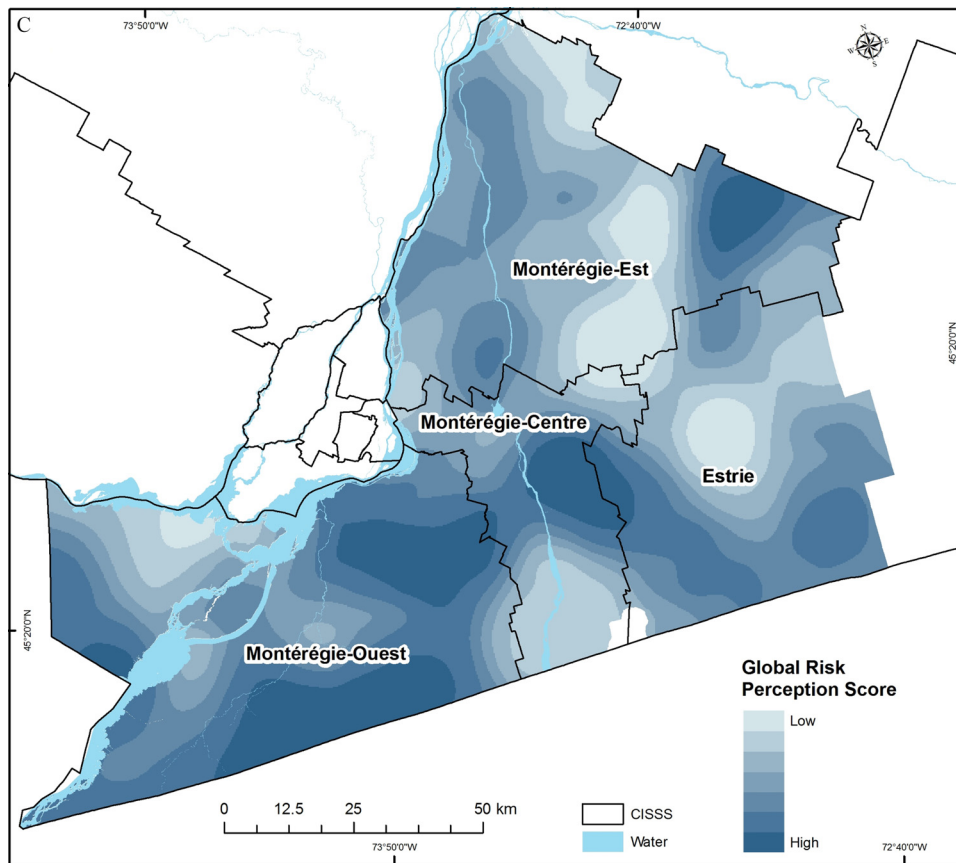 C
73°50'0"W
72°40'0"W
N
W E
S
Montérégie-Est
45°20'0"N
Montérégie-Centre
Estrie
45°20'0"N
Montérégie-Ouest
Global Risk
Perception Score
Low
High
0 12.5 25 50 km
CISSS
Water
73°50'0"W
72°40'0"W